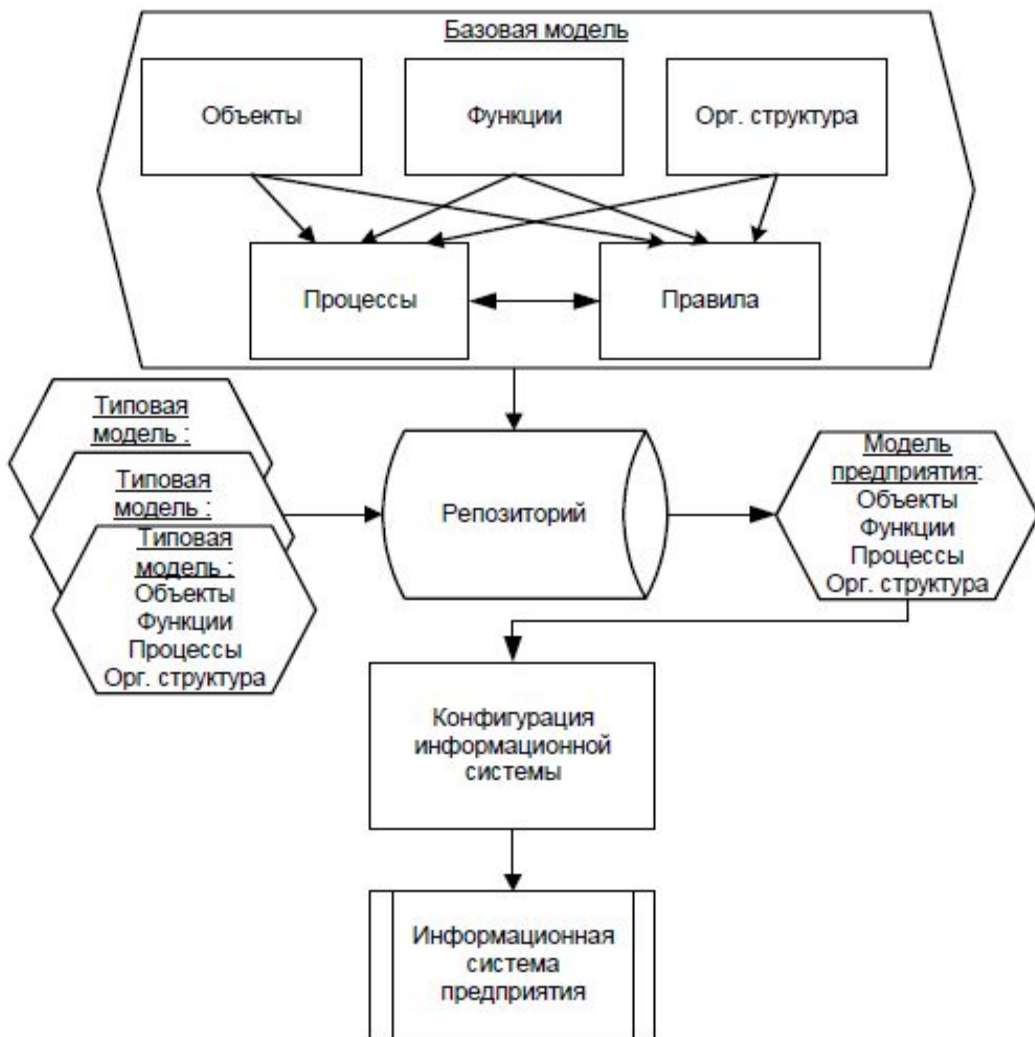 Базовая модель
Объекты
Функции
Орг. структура
Процессы
Правила
Типовая
модель :
Типовая
модель :
Типовая
модель :
Объекты
Функции
Процессы
Орг. структура
Репозиторий
Модель
предприятия:
Объекты
Функции
Процессы
Орг. структура
Конфигурация
информационной
системы
Информационная
система
предприятия